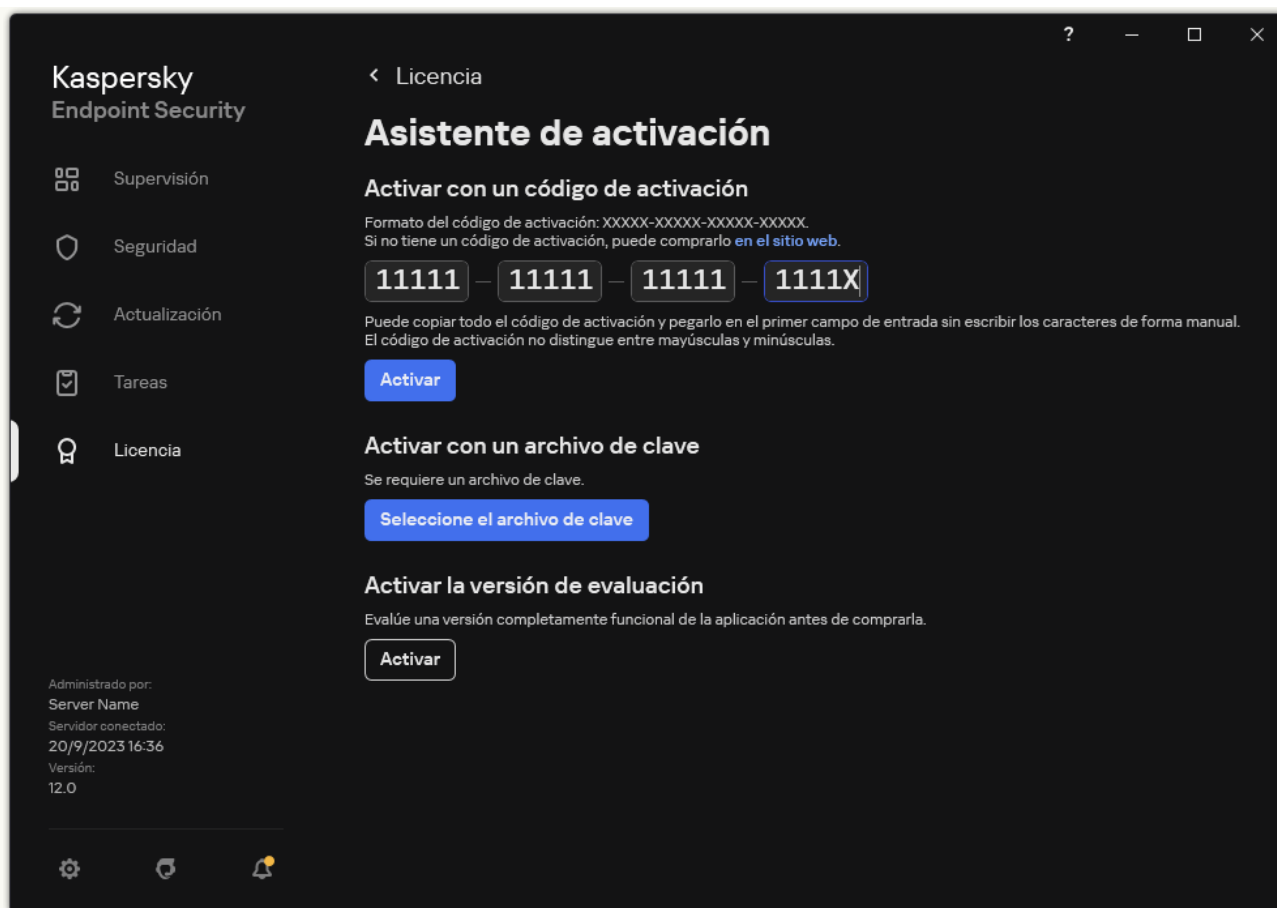 ?
Kaspersky
Endpoint Security
Supervisión
Seguridad
Actualización
Tareas
Licencia
Administrado por:
Server Name
Servidor conectado:
20/9/2023 16:36
Versión:
12.0
Licencia
Asistente de activación
Activar con un código de activación
Formato del código de activación: XXXXX-XXXXX-XXXXX-XXXXX.
Si no tiene un código de activación, puede comprarlo en el sitio web.
11111 – 11111 – 11111 – 1111X
Puede copiar todo el código de activación y pegarlo en el primer campo de entrada sin escribir los caracteres de forma manual.
El código de activación no distingue entre mayúsculas y minúsculas.
Activar
Activar con un archivo de clave
Se requiere un archivo de clave.
Seleccione el archivo de clave
Activar la versión de evaluación
Evalúe una versión completamente funcional de la aplicación antes de comprarla.
Activar